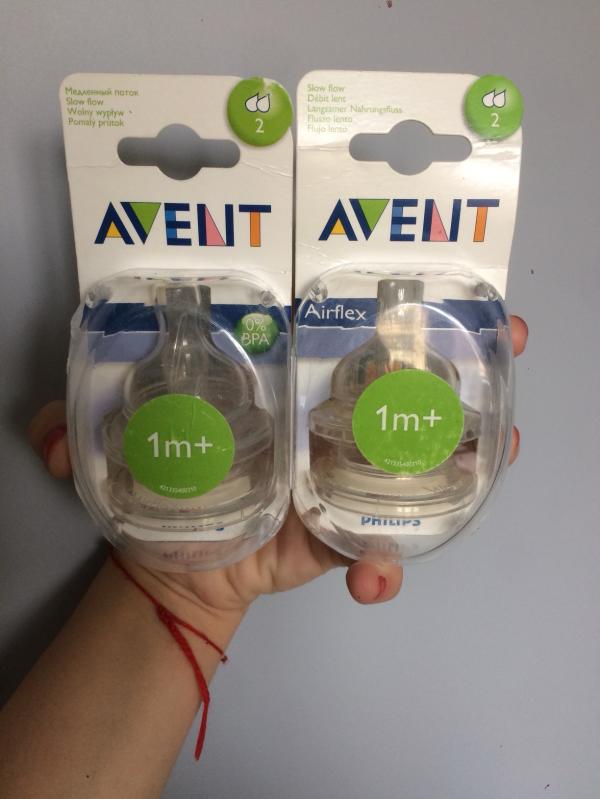 Медленный поток
Slow flow
Wolny wypływ
Pomalý průtok
2
AVENT
0%
BPA
1m+
Slow flow
Débit lent
Langsamer Nahrungsfluss
Flusso lento
Flujo lento
2
AVENT
Airflex
1m+
PHILIPS